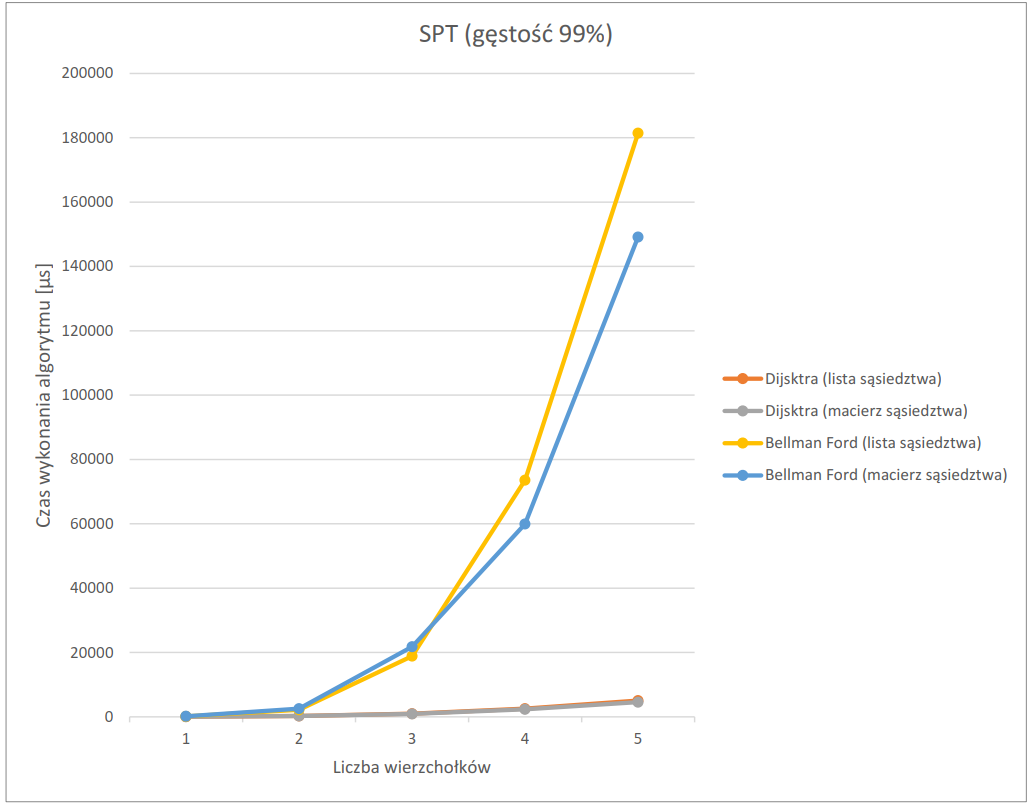 SPT (gęstość 99%)
200000
180000
160000
140000
120000
100000
80000
60000
40000
20000
0
Czas wykonania algorytmu [µs]
1 2 3 4 5
Liczba wierzchołków
Dijsktra (lista sąsiedztwa)
Dijsktra (macierz sąsiedztwa)
Bellman Ford (lista sąsiedztwa)
Bellman Ford (macierz sąsiedztwa)